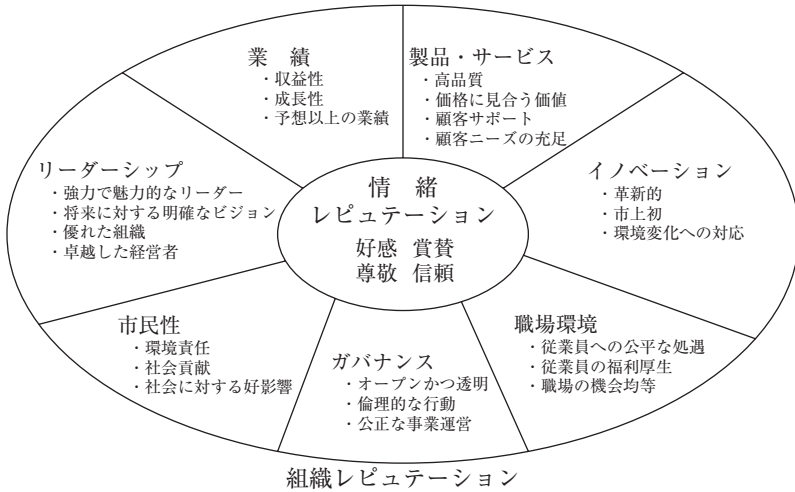 業　績
・収益性
・成長性
・予想以上の業績
製品・サービス
・高品質
・価格に見合う価値
・顧客サポート
・顧客ニーズの充足
リーダーシップ
・強力で魅力的なリーダー
・将来に対する明確なビジョン
・優れた組織
・卓越した経営者
情　緒
レピュテーション
好感 賞賛
尊敬 信頼
イノベーション
・革新的
・市上初
・環境変化への対応
市民性
・環境責任
・社会貢献
・社会に対する好影響
ガバナンス
・オープンかつ透明
・倫理的な行動
・公正な事業運営
職場環境
・従業員への公平な処遇
・従業員の福利厚生
・職場の機会均等
組織レピュテーション